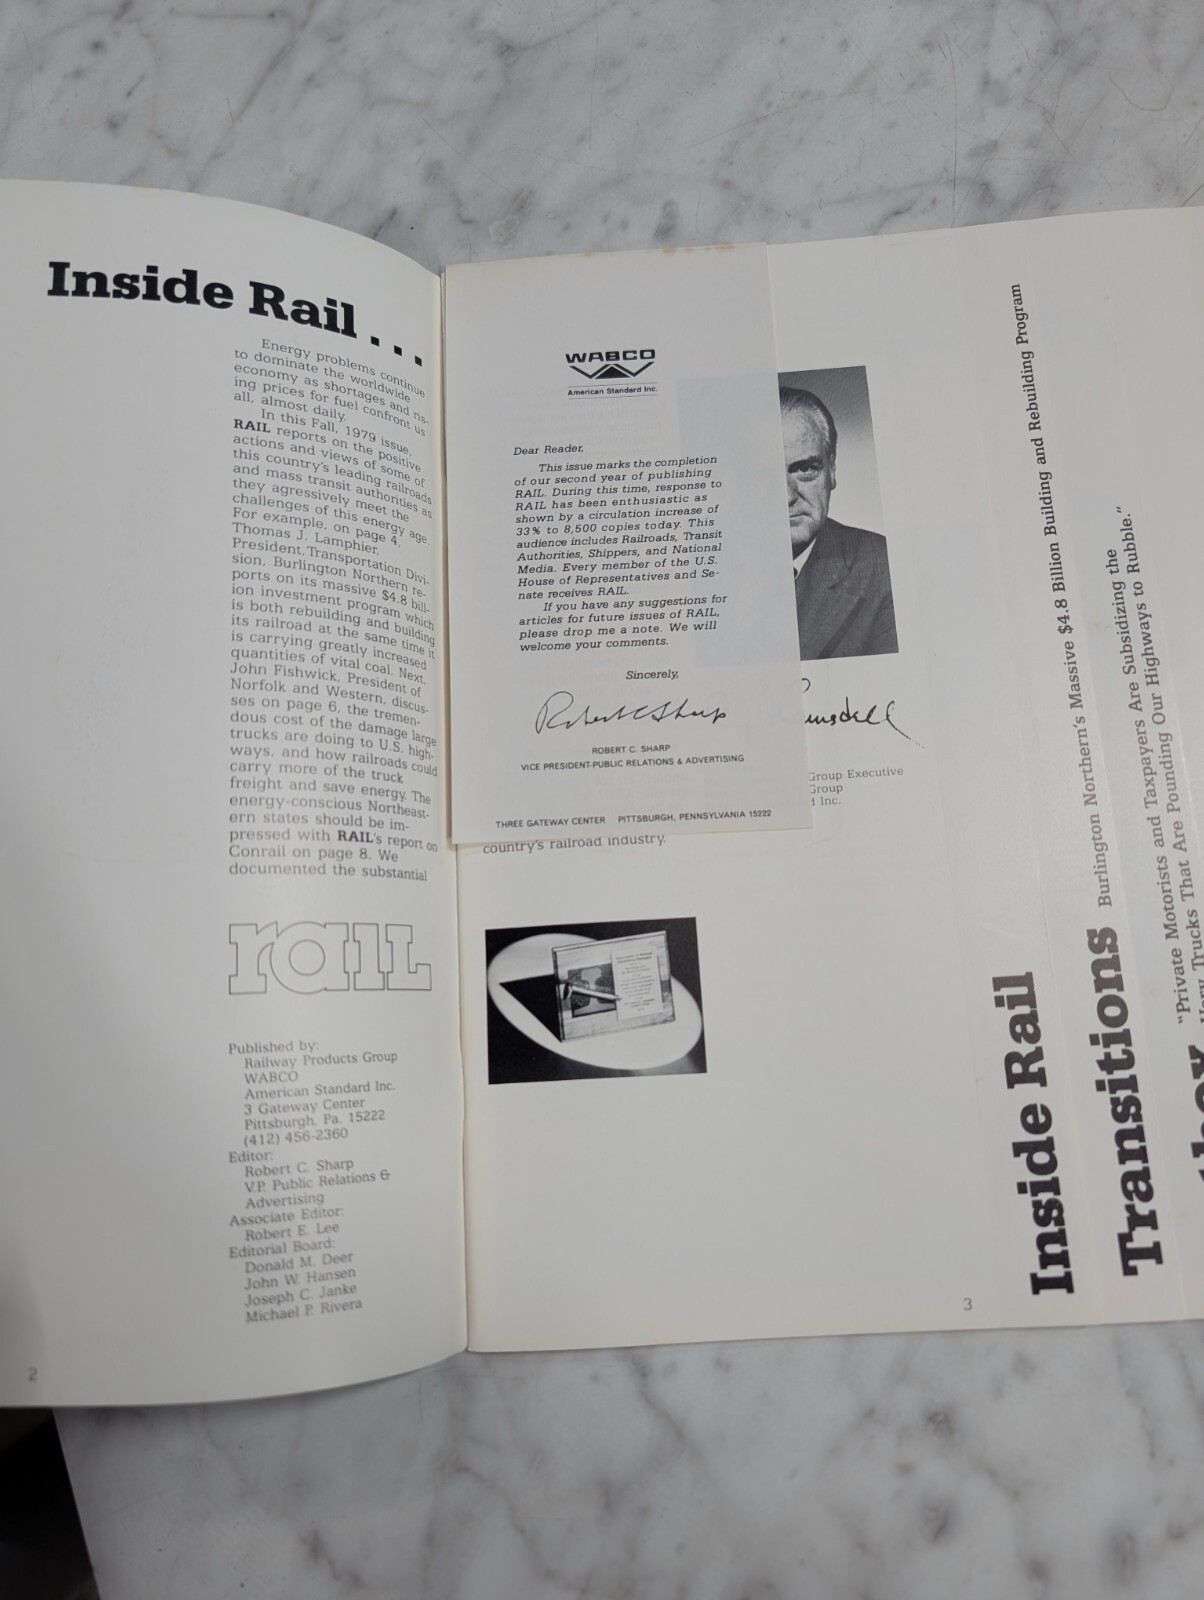 Inside Rail . . .
Energy problems continue
to dominate the worldwide
economy as shortages and ris-
ing prices for fuel confront us
all, almost daily.
In this Fall, 1979 issue,
RAIL reports on the positive
actions and views of some of
this country's leading railroads
and mass transit authorities as
they agressively meet the
challenges of this energy age.
For example, on page 4,
Thomas J. Lamphier,
President, Transportation Divi-
sion, Burlington Northern re-
ports on its massive $4.8 bill-
ion investment program which
is both rebuilding and building
its railroad at the same time it
is carrying greatly increased
quantities of vital coal. Next,
John Fishwick, President of
Norfolk and Western, discus-
ses on page 6, the tremen-
dous cost of the damage large
trucks are doing to U.S. high-
ways, and how railroads could
carry more of the truck
freight and save energy. The
energy-conscious Northeast-
ern states should be im-
pressed with RAIL's report on
Conrail on page 8. We
documented the substantial
raIL
Published by:
Railway Products Group
WABCO
American Standard Inc.
3 Gateway Center
Pittsburgh, Pa. 15222
(412) 456-2360
Editor:
Robert C. Sharp
V.P. Public Relations &
Advertising
Associate Editor:
Robert E. Lee
Editorial Board:
Donald M. Deer
John W. Hansen
Joseph C. Janke
Michael P. Rivera
2
WABCO
American Standard Inc.
Dear Reader,
This issue marks the completion
of our second year of publishing
RAIL. During this time, response to
RAIL has been enthusiastic as
shown by a circulation increase of
33% to 8,500 copies today. This
audience includes Railroads, Transit
Authorities, Shippers, and National
Media. Every member of the U.S.
House of Representatives and Se-
nate receives RAIL.
If you have any suggestions for
articles for future issues of RAIL,
please drop me a note. We will
welcome your comments.
Sincerely,
Robert C Sharp
ROBERT C. SHARP
VICE PRESIDENT-PUBLIC RELATIONS & ADVERTISING
THREE GATEWAY CENTER PITTSBURGH, PENNSYLVANIA 15222
Group Executive
Group
Inc.
country's railroad industry.
3
Inside Rail
Transitions
Burlington Northern's Massive $4.8 Billion Building and Rebuilding Program
"Private Motorists and Taxpayers Are Subsidizing the
Heavy Trucks That Are Pounding Our Highways to Rubble."